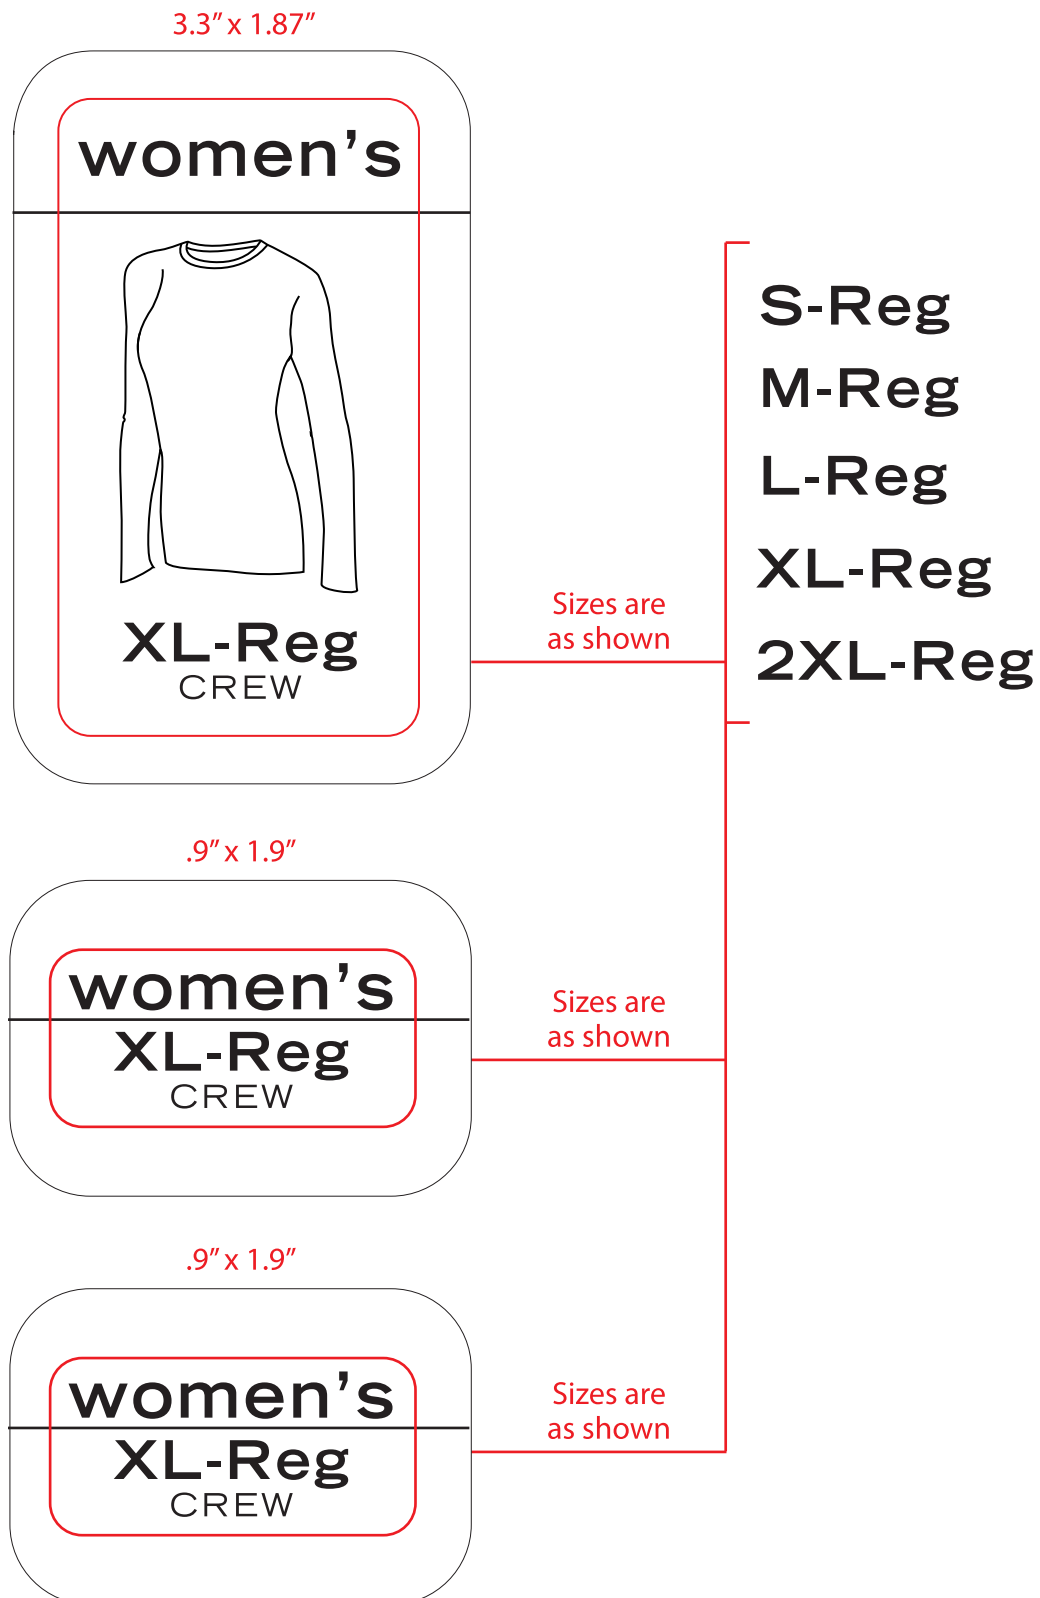 3.3” x 1.87”
women’s
XL-Reg
CREW
Sizes are
as shown
S-Reg
M-Reg
L-Reg
XL-Reg
2XL-Reg
.9” x 1.9”
women’s
XL-Reg
CREW
Sizes are
as shown
.9” x 1.9”
women’s
XL-Reg
CREW
Sizes are
as shown